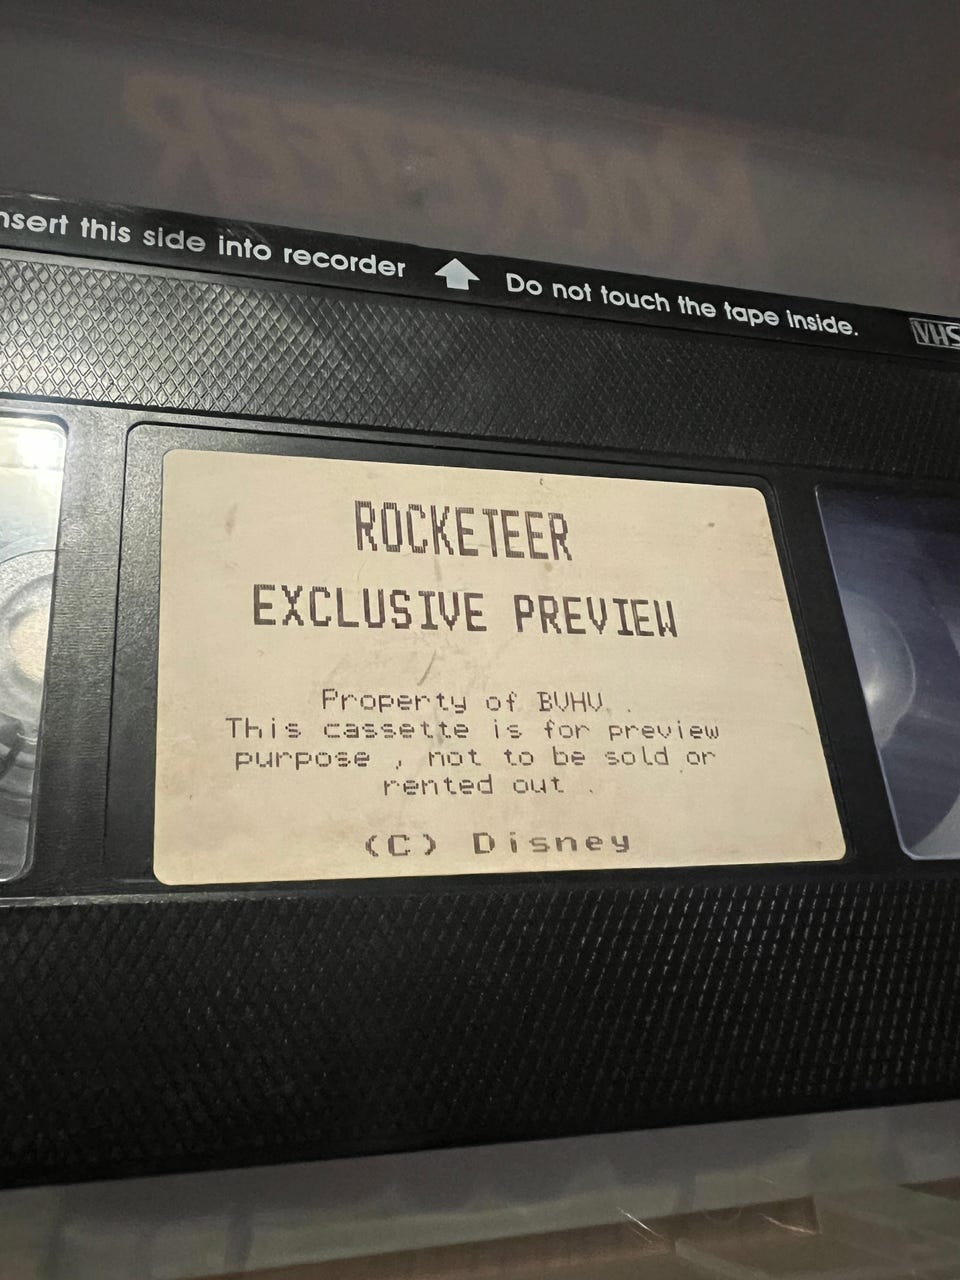 ROCKETEER
nsert this side into recorder Do not touch the tape inside. VHS
ROCKETEER
EXCLUSIVE PREVIEW
Property of BVHV .
This cassette is for preview
purpose , not to be sold or
rented out .
(C) Disney